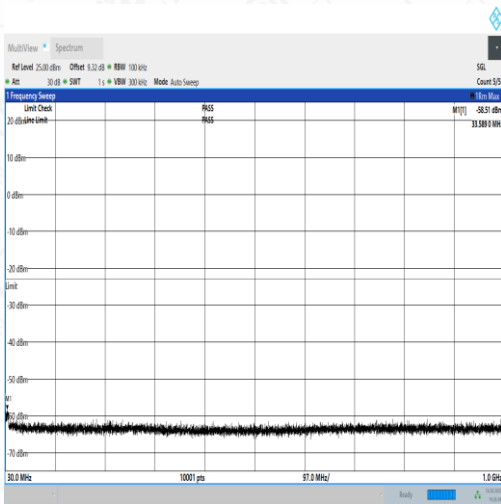 MultiView Spectrum
Ref Level 25.00 dBm Offset 9.32 dB RBW 100 kHz SGL
Att 30 dB SWT 1 s VBW 300 kHz Mode Auto Sweep Count 5/5
1 Frequency Sweep 1Rm Max
Limit Check PASS M1[1] -58.51 dBm
20 dBm Line Limit PASS 33.5890 MHz
10 dBm
0 dBm
-10 dBm
-20 dBm
Limit
-30 dBm
-40 dBm
-50 dBm
M1
-60 dBm
-70 dBm
30.0 MHz 10001 pts 97.0 MHz/ 1.0 GHz
Ready